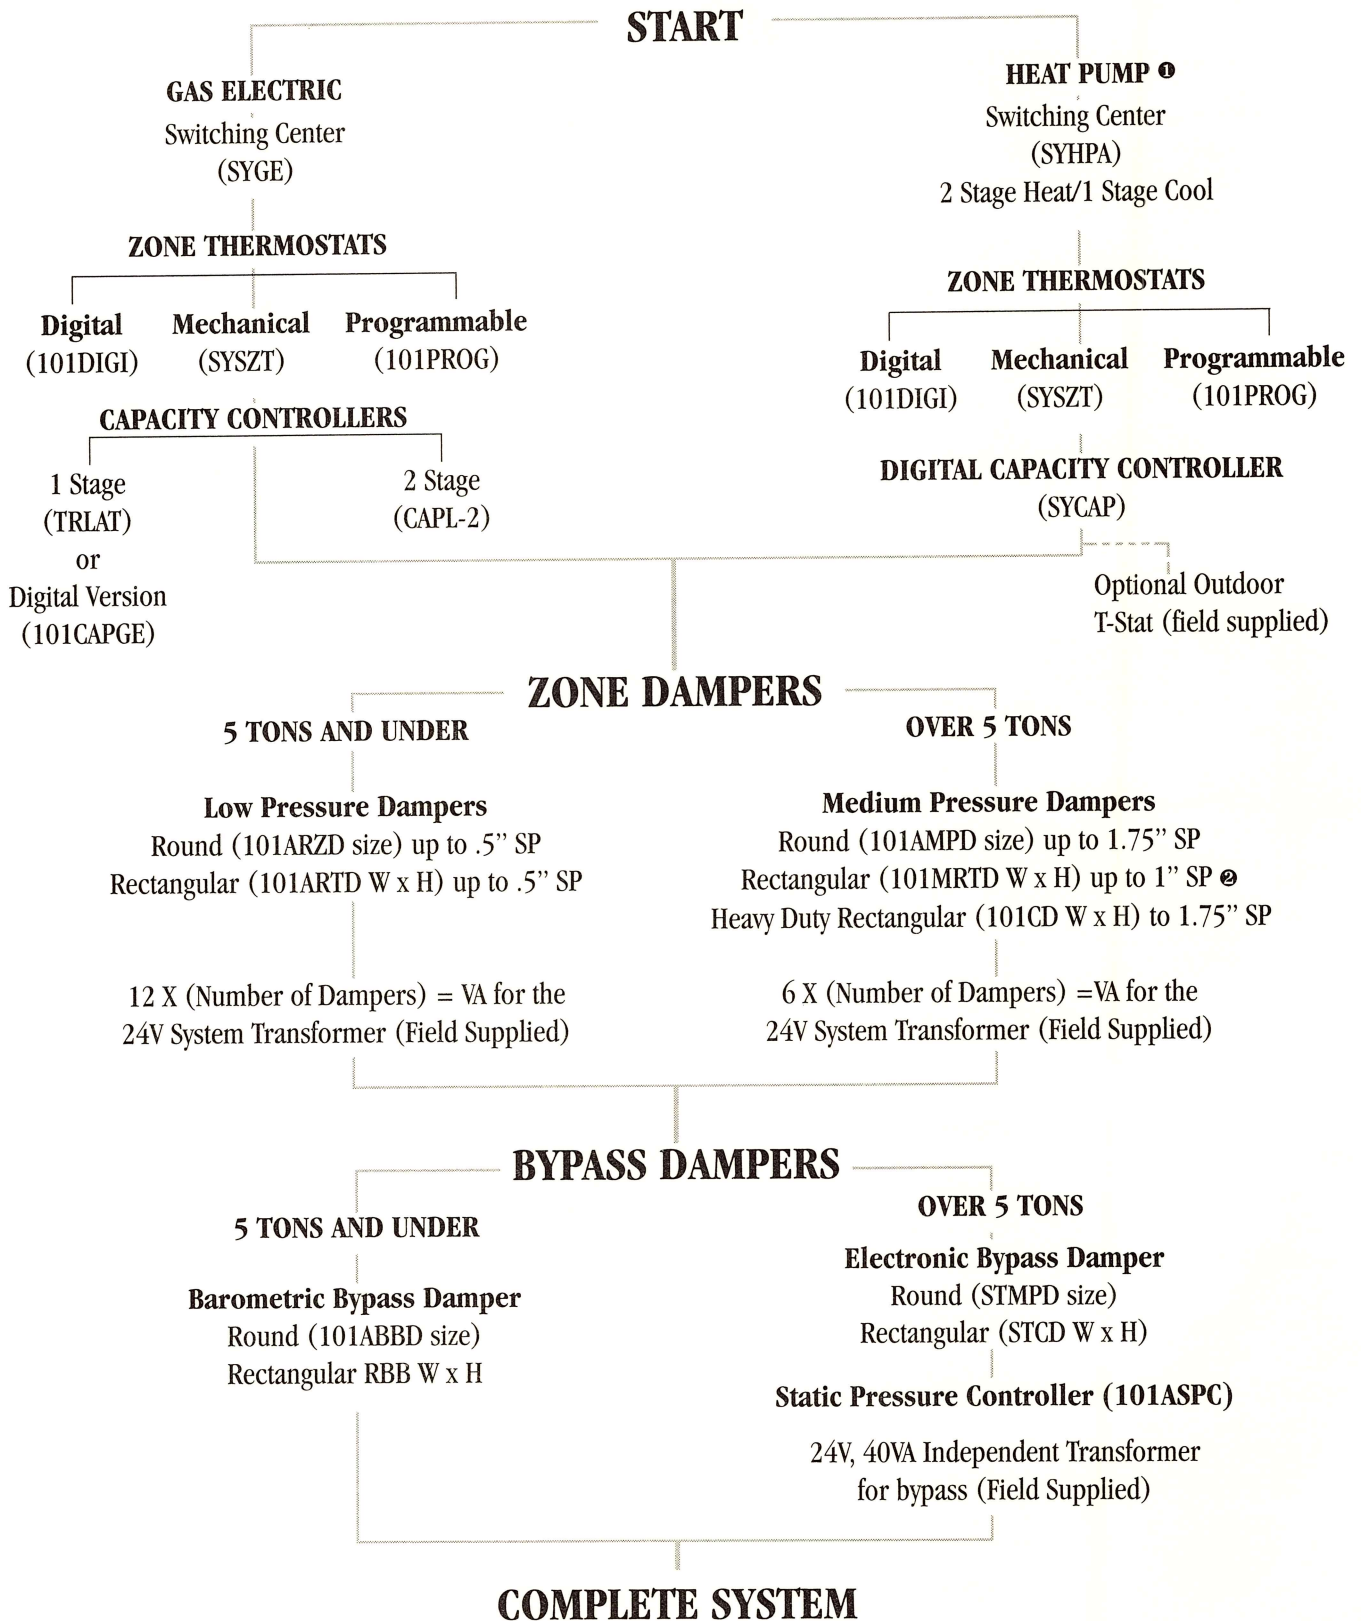 START
GAS ELECTRIC
Switching Center
(SYGE)
ZONE THERMOSTATS
Digital
(101DIGI)
Mechanical
(SYSZT)
Programmable
(101PROG)
CAPACITY CONTROLLERS
1 Stage
(TRLAT)
or
Digital Version
(101CAPGE)
2 Stage
(CAPL-2)
HEAT PUMP ❶
Switching Center
(SYHPA)
2 Stage Heat/1 Stage Cool
ZONE THERMOSTATS
Digital
(101DIGI)
Mechanical
(SYSZT)
Programmable
(101PROG)
DIGITAL CAPACITY CONTROLLER
(SYCAP)
Optional Outdoor
T-Stat (field supplied)
ZONE DAMPERS
5 TONS AND UNDER
Low Pressure Dampers
Round (101ARZD size) up to .5” SP
Rectangular (101ARTD W x H) up to .5” SP
12 X (Number of Dampers) = VA for the
24V System Transformer (Field Supplied)
OVER 5 TONS
Medium Pressure Dampers
Round (101AMPD size) up to 1.75” SP
Rectangular (101MRTD W x H) up to 1” SP ❷
Heavy Duty Rectangular (101CD W x H) to 1.75” SP
6 X (Number of Dampers) =VA for the
24V System Transformer (Field Supplied)
BYPASS DAMPERS
5 TONS AND UNDER
Barometric Bypass Damper
Round (101ABBD size)
Rectangular RBB W x H
OVER 5 TONS
Electronic Bypass Damper
Round (STMPD size)
Rectangular (STCD W x H)
Static Pressure Controller (101ASPC)
24V, 40VA Independent Transformer
for bypass (Field Supplied)
COMPLETE SYSTEM